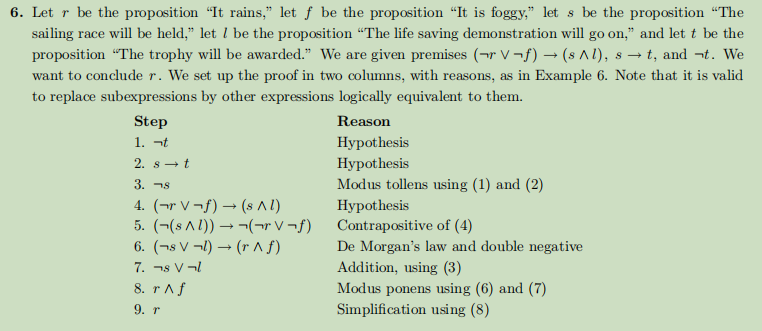 6. Let r be the proposition “It rains,” let f be the proposition “It is foggy,” let s be the proposition “The
sailing race will be held,” let l be the proposition “The life saving demonstration will go on,” and let t be the
proposition “The trophy will be awarded.” We are given premises (¬r ∨ ¬f) → (s ∧ l), s → t, and ¬t. We
want to conclude r. We set up the proof in two columns, with reasons, as in Example 6. Note that it is valid
to replace subexpressions by other expressions logically equivalent to them.
Step Reason
1. ¬t Hypothesis
2. s → t Hypothesis
3. ¬s Modus tollens using (1) and (2)
4. (¬r ∨ ¬f) → (s ∧ l) Hypothesis
5. (¬(s ∧ l)) → ¬(¬r ∨ ¬f) Contrapositive of (4)
6. (¬s ∨ ¬l) → (r ∧ f) De Morgan’s law and double negative
7. ¬s ∨ ¬l Addition, using (3)
8. r ∧ f Modus ponens using (6) and (7)
9. r Simplification using (8)